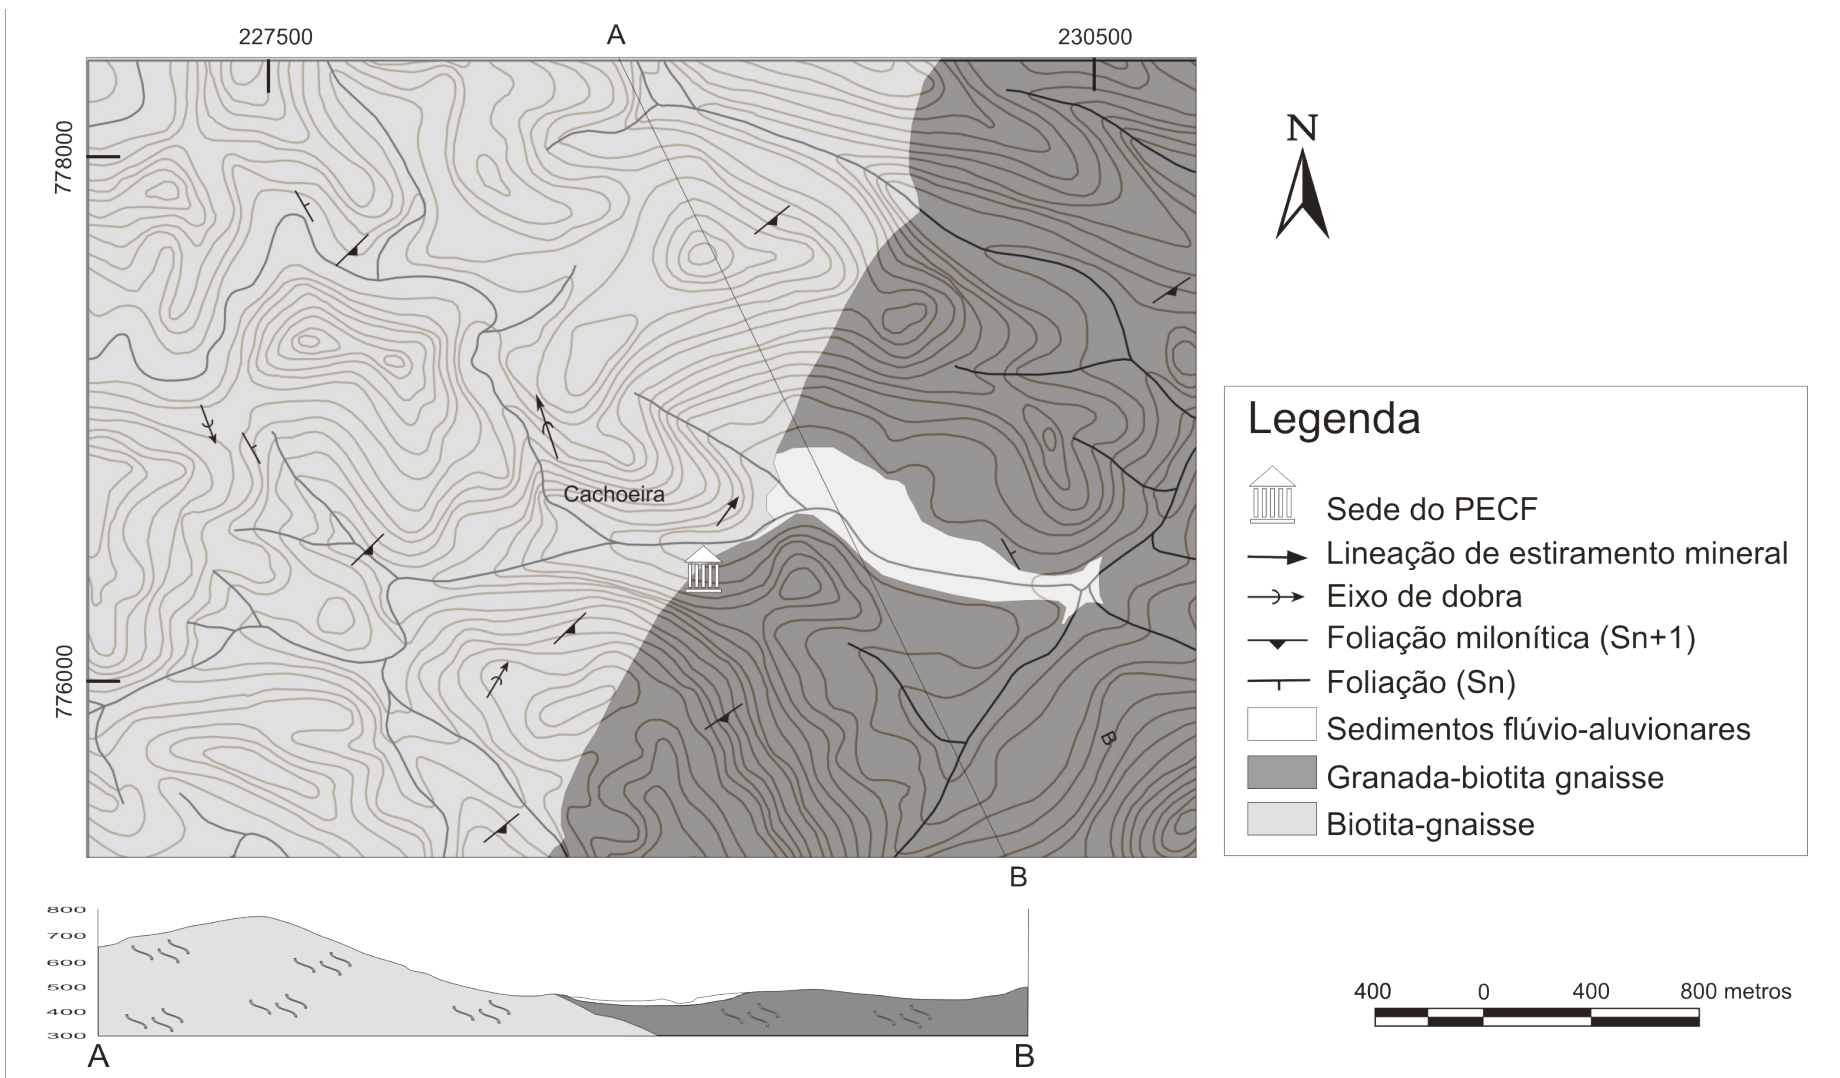 227500
A
230500
778000
776000
Cachoeira
B
B
N
Legenda
Sede do PECF
Lineação de estiramento mineral
Eixo de dobra
Foliação milonítica (Sn+1)
Foliação (Sn)
Sedimentos flúvio-aluvionares
Granada-biotita gnaisse
Biotita-gnaisse
800
700
600
500
400
300
A
B
400 0 400 800 metros